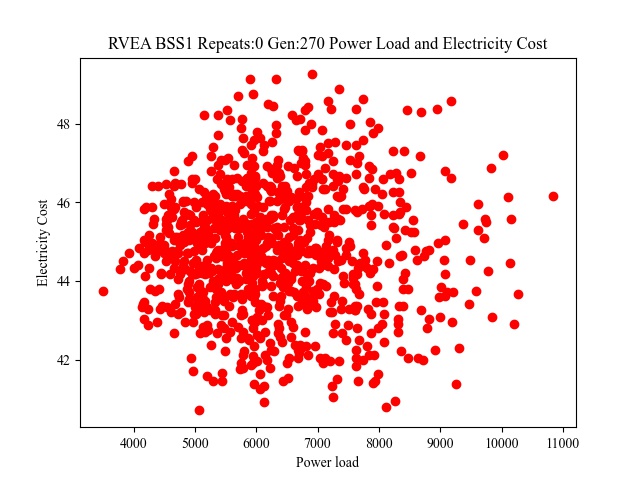 RVEA BSS1 Repeats:0 Gen:270 Power Load and Electricity Cost
48
46
44
42
Electricity Cost
4000 5000 6000 7000 8000 9000 10000 11000
Power load